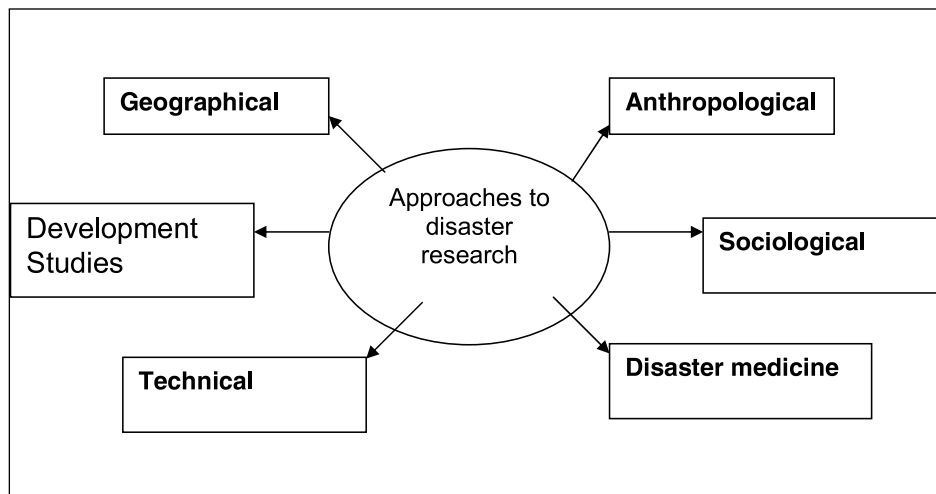 Geographical
Anthropological
Approaches to
disaster
research
Development
Studies
Sociological
Technical
Disaster medicine